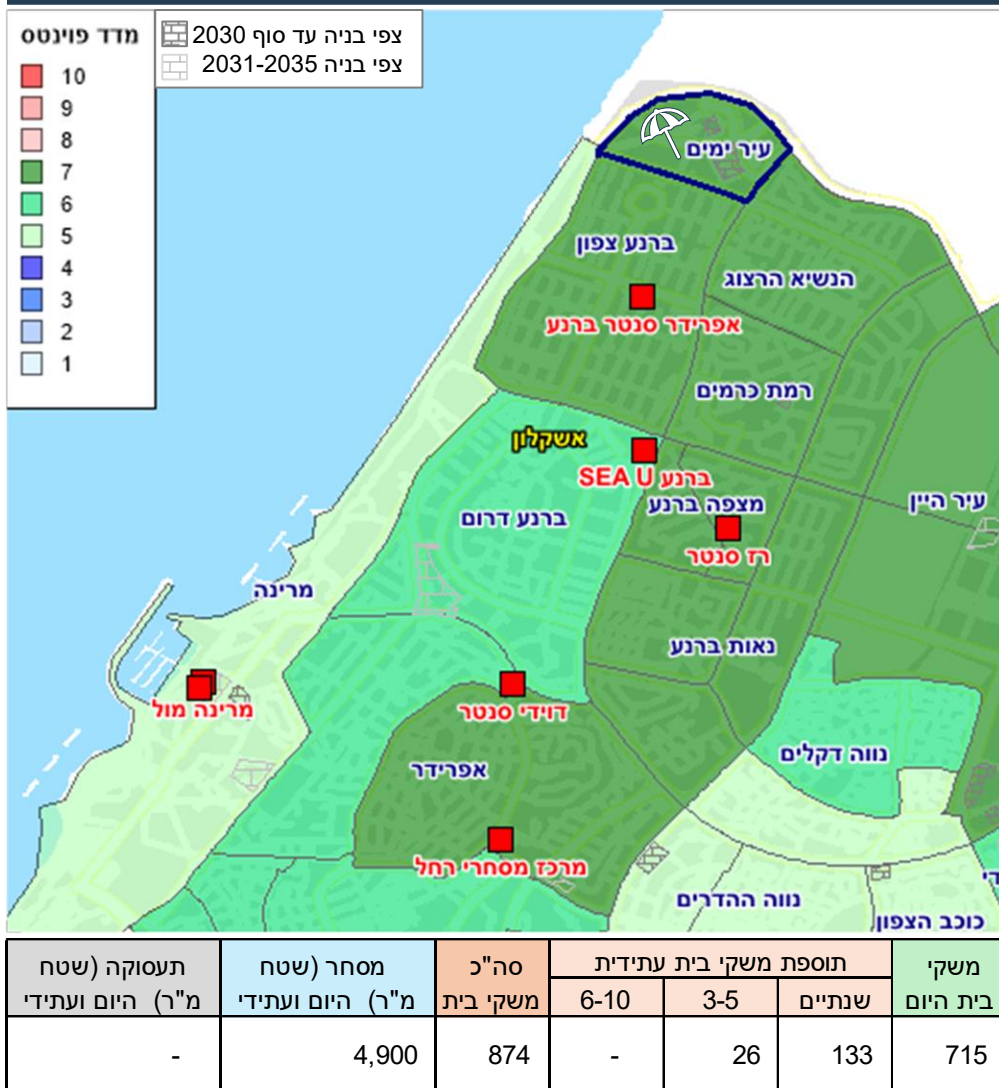 מדד פוינטס
10
9
8
7
6
5
4
3
2
1
צפי בניה עד סוף 2030
צפי בניה 2031-2035
עיר ימים
ברנע צפון
הנשיא הרצוג
אפרידר סנטר ברנע
רמת כרמים
אשקלון
ברנע SEA U
מצפה ברנע
עיר היין
ברנע דרום
רז סנטר
מרינה
נאות ברנע
מרינה מול
דוידי סנטר
נווה דקלים
אפרידר
מרכז מסחרי רחל
נווה ההדרים
כוכב הצפון
משקי בית היום
תוספת משקי בית עתידית
שנתיים
3-5
6-10
סה"כ משקי בית
מסחר (שטח מ"ר) היום ועתידי
תעסוקה (שטח מ"ר) היום ועתידי
715
133
26
-
874
4,900
-